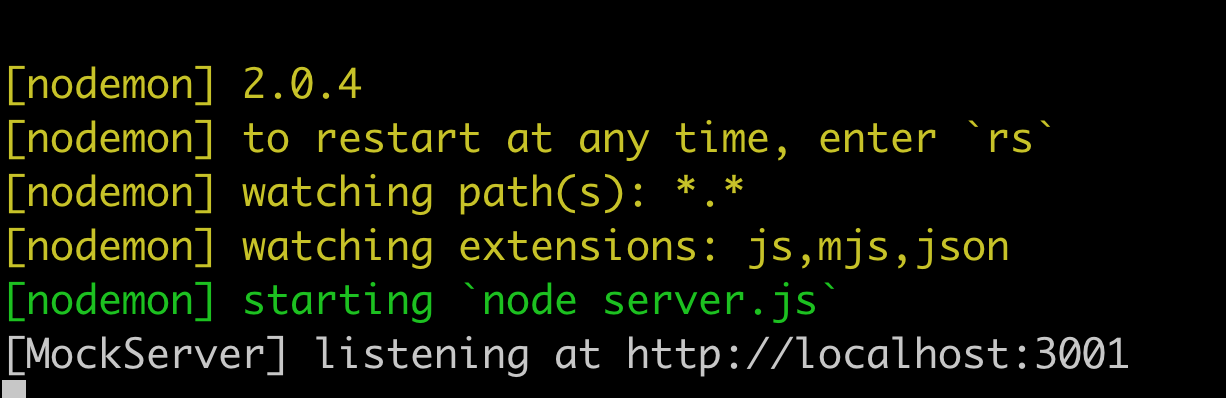 [nodemon] 2.0.4
[nodemon] to restart at any time, enter `rs`
[nodemon] watching path(s): *.*
[nodemon] watching extensions: js,mjs,json
[nodemon] starting `node server.js`
[MockServer] listening at http://localhost:3001